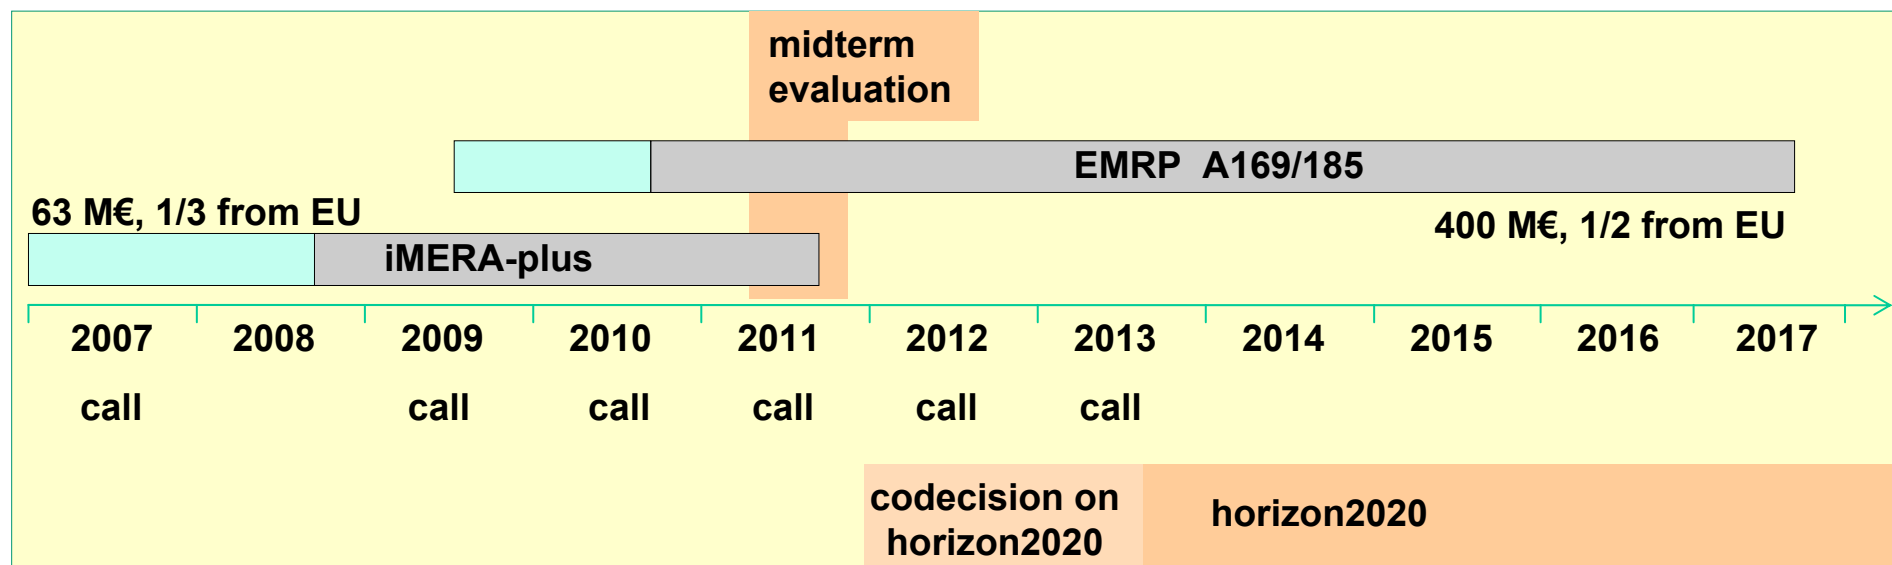 midterm
evaluation
EMRP  A169/185
63 M€, 1/3 from EU
400 M€, 1/2 from EU
iMERA-plus
2007 2008 2009 2010 2011 2012 2013 2014 2015 2016 2017
call call call call call call
codecision on
horizon2020
horizon2020